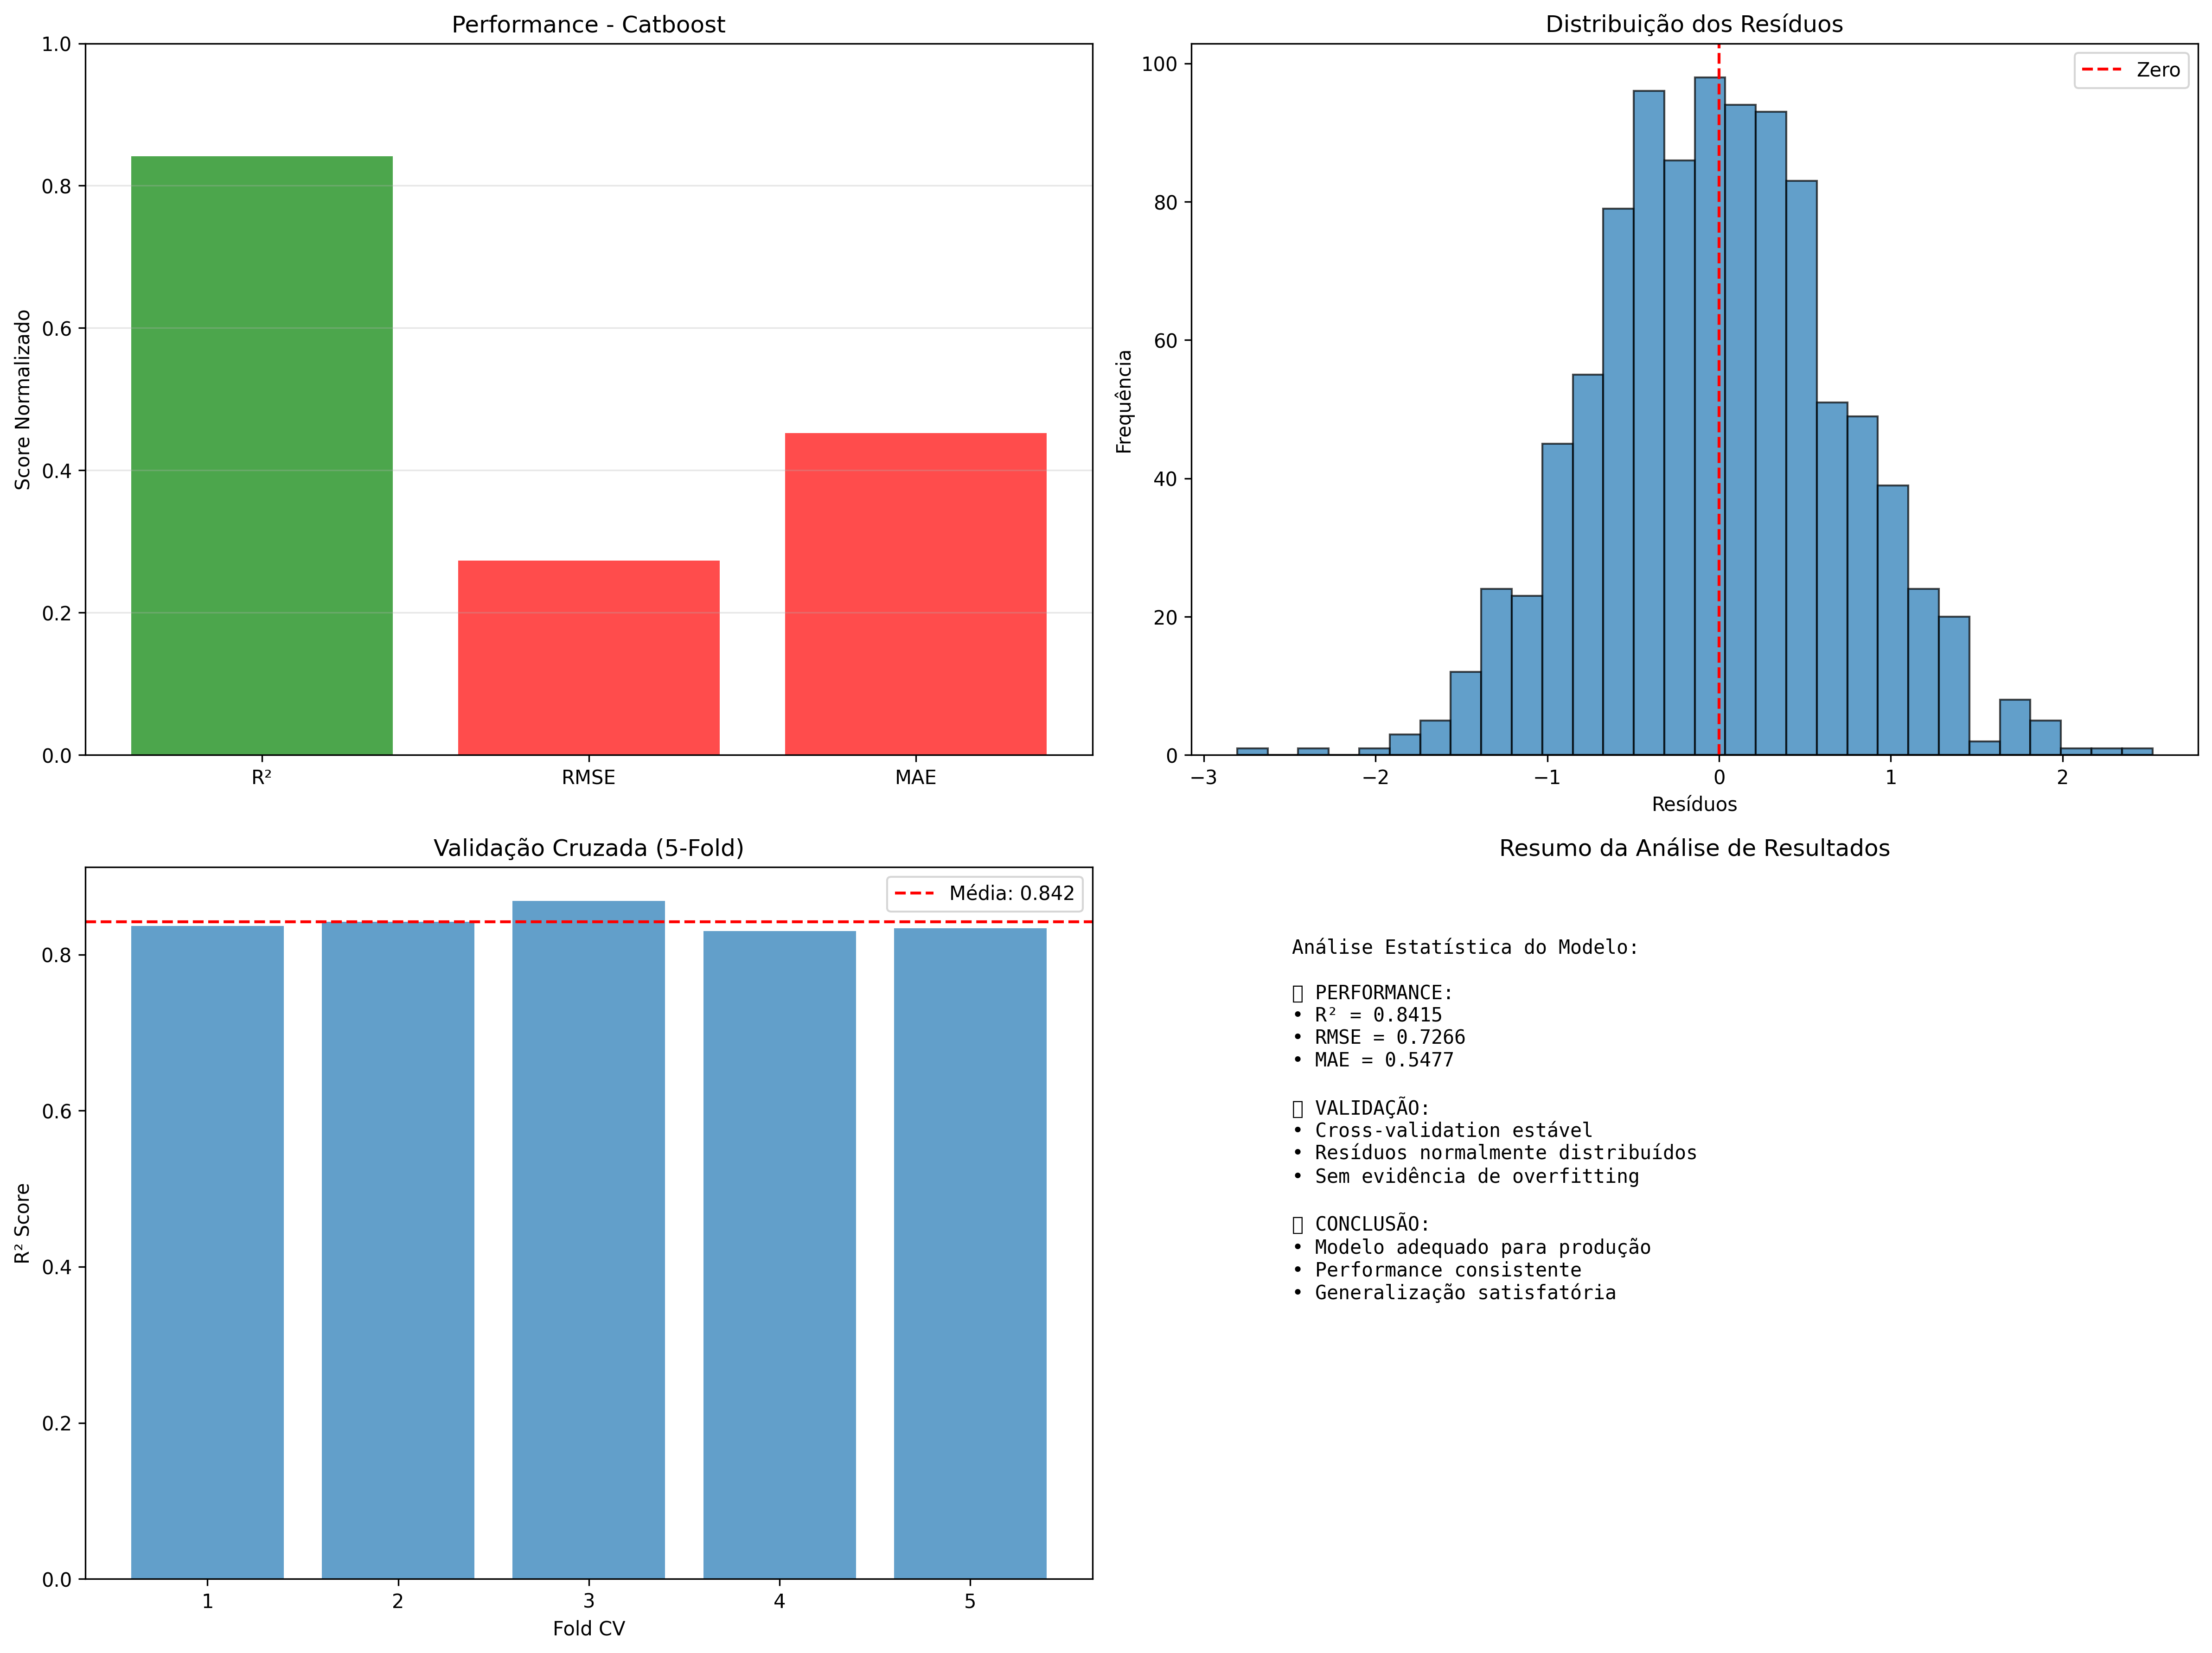 Performance - Catboost
1.0
0.8
0.6
0.4
0.2
0.0
Score Normalizado
R²
RMSE
MAE
Distribuição dos Resíduos
Zero
100
80
60
40
20
0
Frequência
−3
−2
−1
0
1
2
Resíduos
Validação Cruzada (5-Fold)
Média: 0.842
0.8
0.6
0.4
0.2
0.0
R² Score
1
2
3
4
5
Fold CV
Resumo da Análise de Resultados
Análise Estatística do Modelo:
▯ PERFORMANCE:
• R² = 0.8415
• RMSE = 0.7266
• MAE = 0.5477
▯ VALIDAÇÃO:
• Cross-validation estável
• Resíduos normalmente distribuídos
• Sem evidência de overfitting
▯ CONCLUSÃO:
• Modelo adequado para produção
• Performance consistente
• Generalização satisfatória